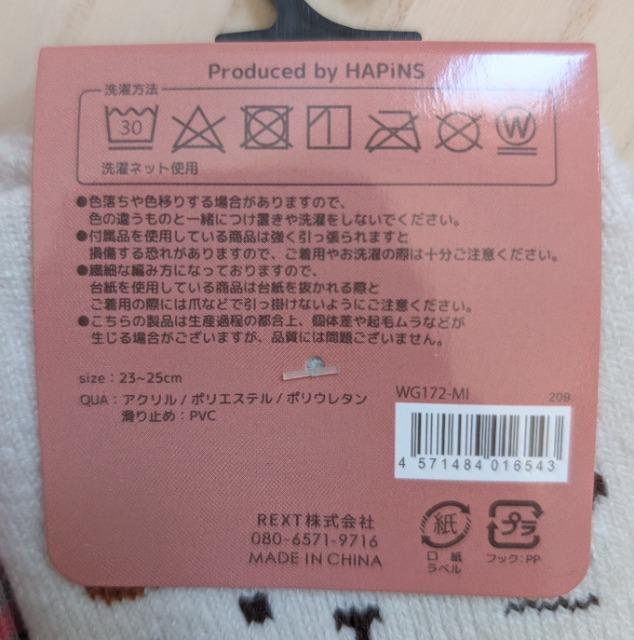 Produced by HAPiNS
洗濯方法
30
W
洗濯ネット使用
●色落ちや色移りする場合がありますので、
色の違うものと一緒につけ置きや洗濯をしないでください。
●付属品を使用している商品は強く引っ張られますと
損傷する恐れがありますので、ご着用やお洗濯の際は十分ご注意ください。
●繊細な編み方になっておりますので、
台紙を使用している商品は台紙を抜かれる際と
ご着用の際には爪などで引っ掛けないようにご注意ください。
●こちらの製品は生産過程の都合上、個体差や起毛ムラなどが
生じる場合がございますが、品質には問題ございません。
size：23~25cm
QUA：アクリル / ポリエステル / ポリウレタン
滑り止め：PVC
WG172-MI 209
4 571484 016543
REXT株式会社
080-6571-9716
MADE IN CHINA
紙
口 紙
ラベル
プラ
フック：PP